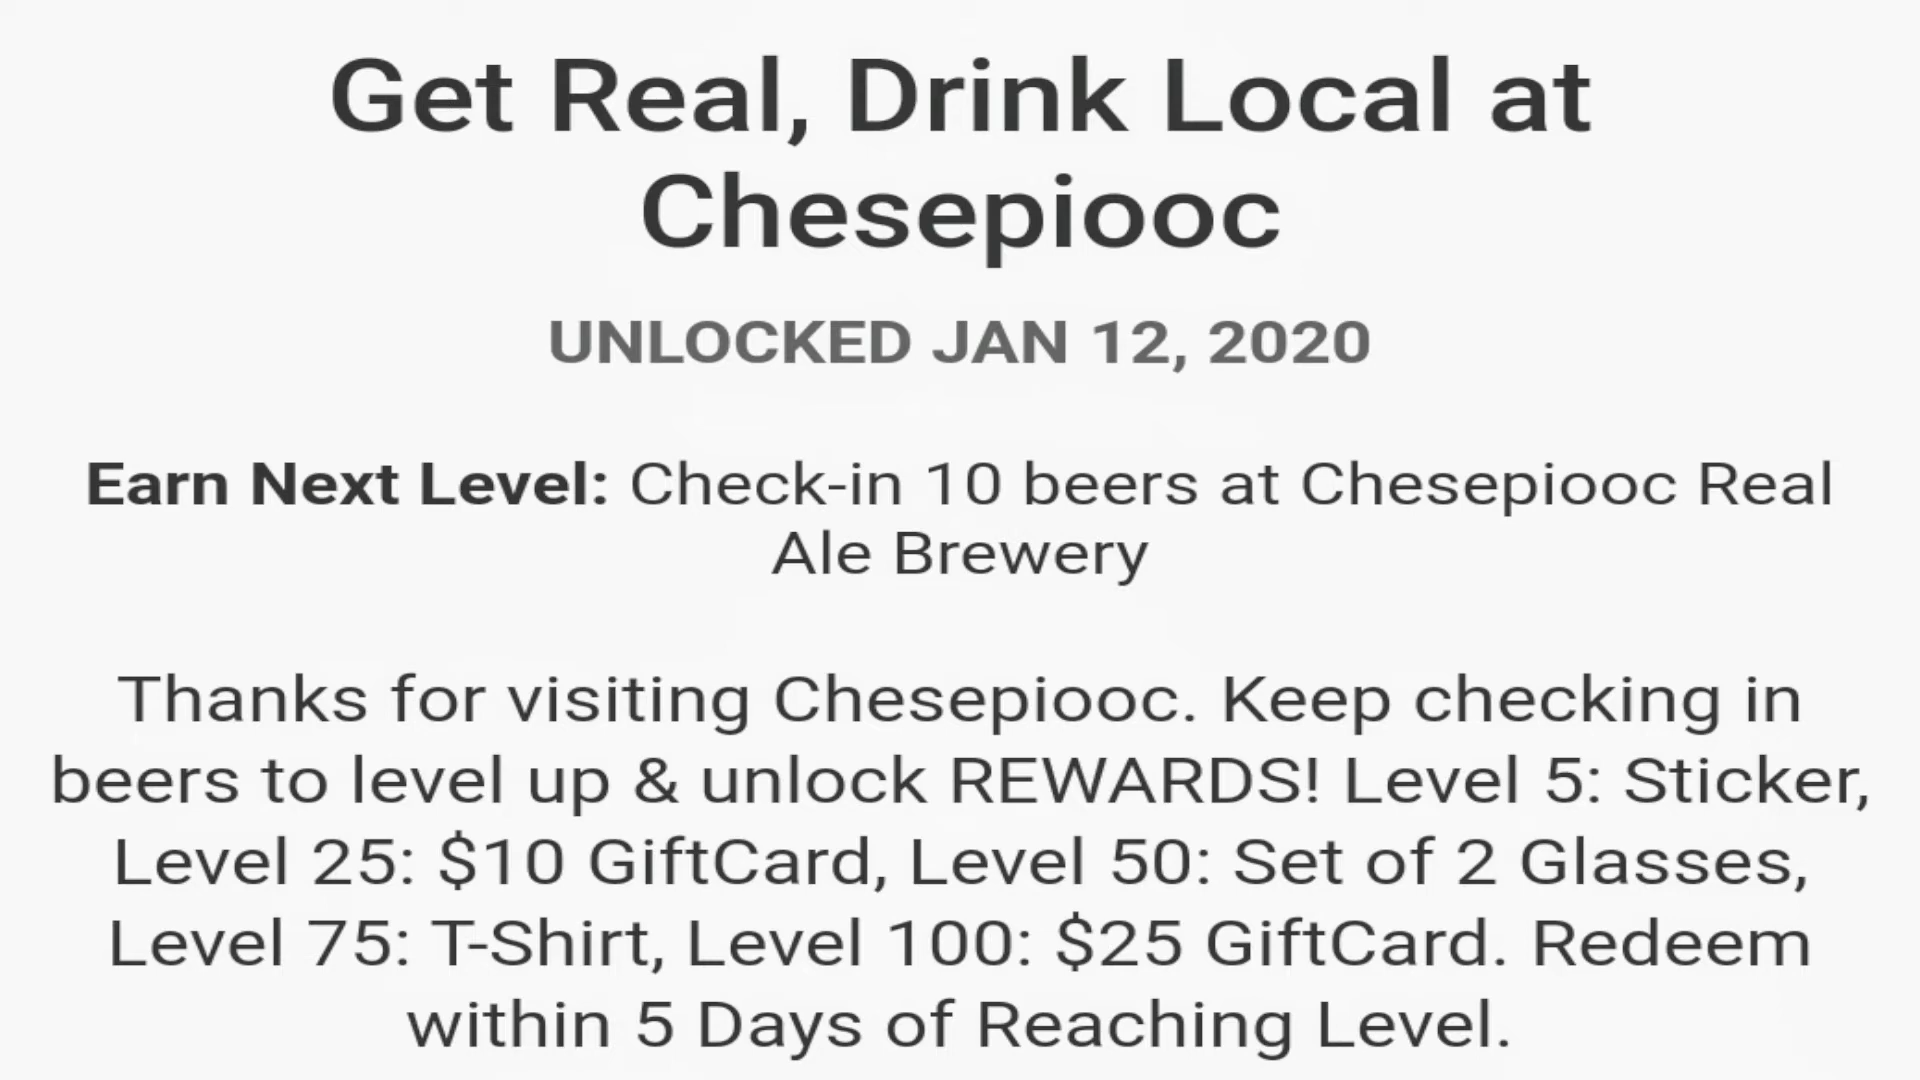 Get Real, Drink Local at
Chesepiooc
UNLOCKED JAN 12, 2020
Earn Next Level: Check-in 10 beers at Chesepiooc Real
Ale Brewery
Thanks for visiting Chesepiooc. Keep checking in
beers to level up & unlock REWARDS! Level 5: Sticker,
Level 25: $10 GiftCard, Level 50: Set of 2 Glasses,
Level 75: T-Shirt, Level 100: $25 GiftCard. Redeem
within 5 Days of Reaching Level.